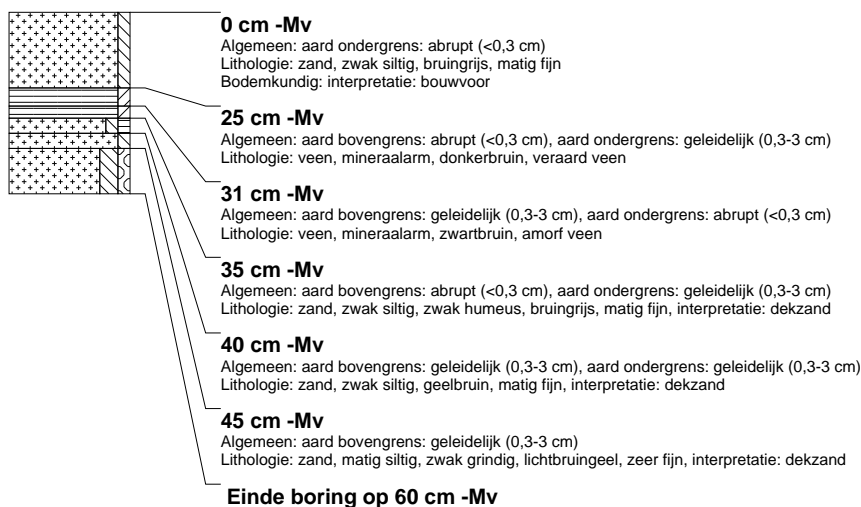 0 cm -Mv
Algemeen: aard ondergrens: abrupt (<0,3 cm)
Lithologie: zand, zwak siltig, bruingrijs, matig fijn
Bodemkundig: interpretatie: bouwvoor
25 cm -Mv
Algemeen: aard bovengrens: abrupt (<0,3 cm), aard ondergrens: geleidelijk (0,3-3 cm)
Lithologie: veen, mineraalarm, donkerbruin, veraard veen
31 cm -Mv
Algemeen: aard bovengrens: geleidelijk (0,3-3 cm), aard ondergrens: abrupt (<0,3 cm)
Lithologie: veen, mineraalarm, zwartbruin, amorf veen
35 cm -Mv
Algemeen: aard bovengrens: abrupt (<0,3 cm), aard ondergrens: geleidelijk (0,3-3 cm)
Lithologie: zand, zwak siltig, zwak humeus, bruingrijs, matig fijn, interpretatie: dekzand
40 cm -Mv
Algemeen: aard bovengrens: geleidelijk (0,3-3 cm), aard ondergrens: geleidelijk (0,3-3 cm)
Lithologie: zand, zwak siltig, geelbruin, matig fijn, interpretatie: dekzand
45 cm -Mv
Algemeen: aard bovengrens: geleidelijk (0,3-3 cm)
Lithologie: zand, matig siltig, zwak grindig, lichtbruingeel, zeer fijn, interpretatie: dekzand
Einde boring op 60 cm -Mv